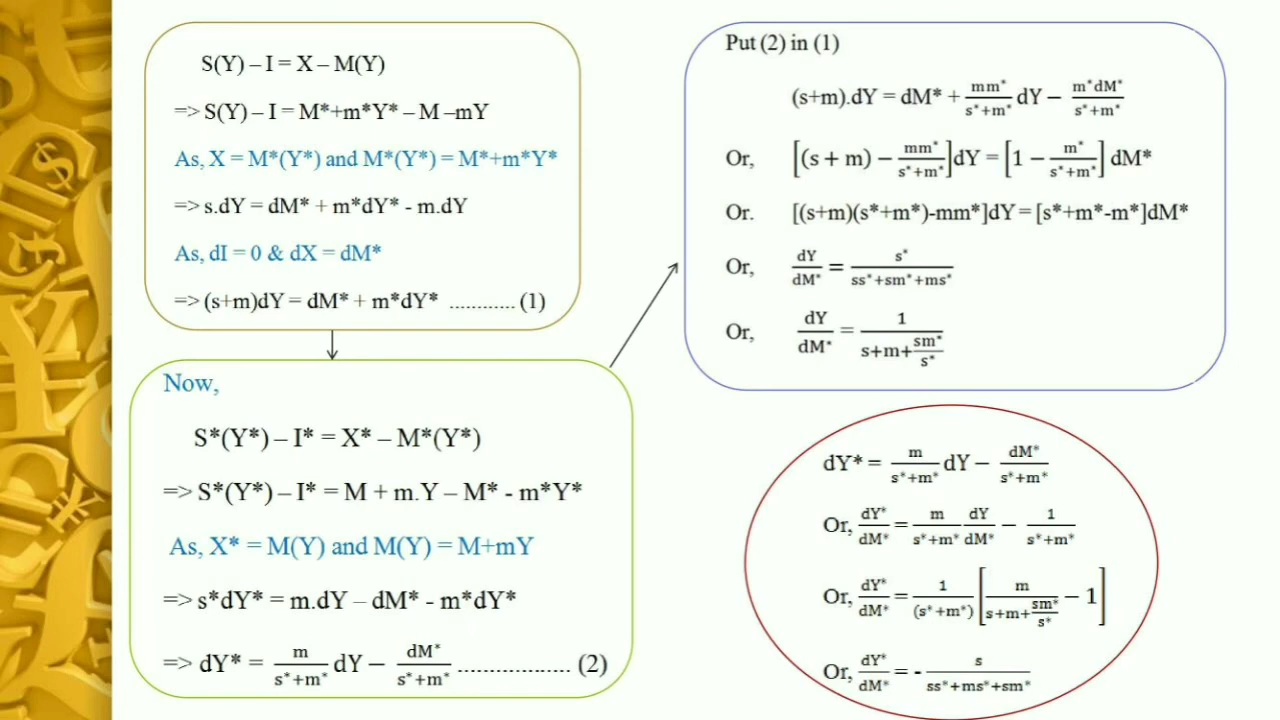 S(Y) – I = X – M(Y)
=> S(Y) – I = M*+m*Y* – M –mY
As, X = M*(Y*) and M*(Y*) = M*+m*Y*
=> s.dY = dM* + m*dY* - m.dY
As, dI = 0 & dX = dM*
=> (s+m)dY = dM* + m*dY* ............ (1)
Now,
S*(Y*) – I* = X* – M*(Y*)
=> S*(Y*) – I* = M + m.Y – M* - m*Y*
As, X* = M(Y) and M(Y) = M+mY
=> s*dY* = m.dY – dM* - m*dY*
=> dY* = m/(s*+m*) dY – dM*/(s*+m*) .................. (2)
Put (2) in (1)
(s+m).dY = dM* + mm*/(s*+m*) dY – m*dM*/(s*+m*)
Or, [(s + m) – mm*/(s*+m*)]dY = [1 – m*/(s*+m*)] dM*
Or. [(s+m)(s*+m*)-mm*]dY = [s*+m*-m*]dM*
Or, dY/dM* = s*/(ss*+sm*+ms*)
Or, dY/dM* = 1/(s+m+sm*/s*)
dY* = m/(s*+m*) dY – dM*/(s*+m*)
Or, dY*/dM* = m/(s*+m*) dY/dM* – 1/(s*+m*)
Or, dY*/dM* = 1/((s*+m*)) [m/(s+m+sm*/s*) – 1]
Or, dY*/dM* = - s/(ss*+ms*+sm*)